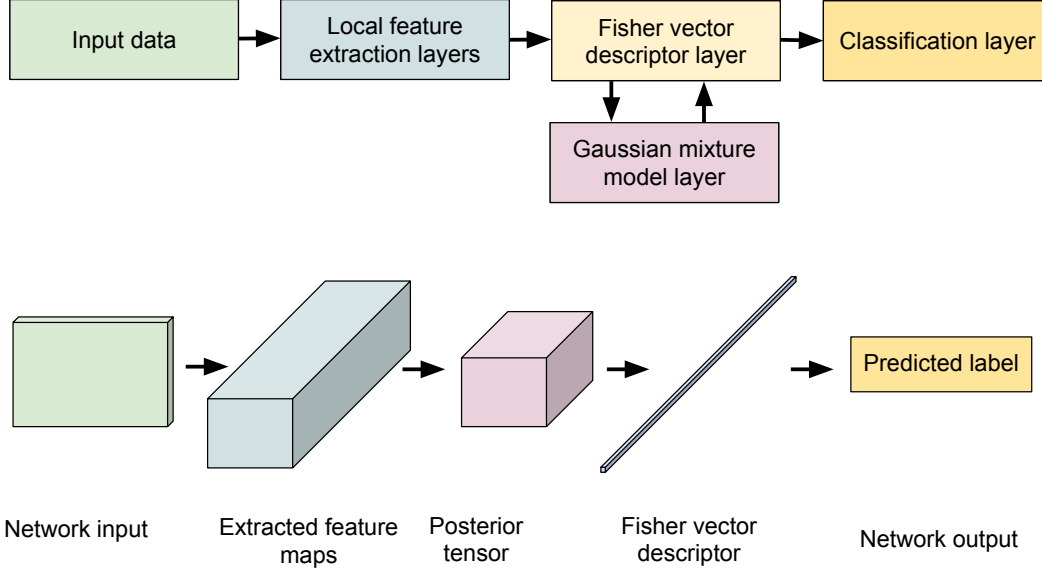 Input data
Local feature
extraction layers
Fisher vector
descriptor layer
Classification layer
Gaussian mixture
model layer
Predicted label
Network input
Extracted feature
maps
Posterior
tensor
Fisher vector
descriptor
Network output